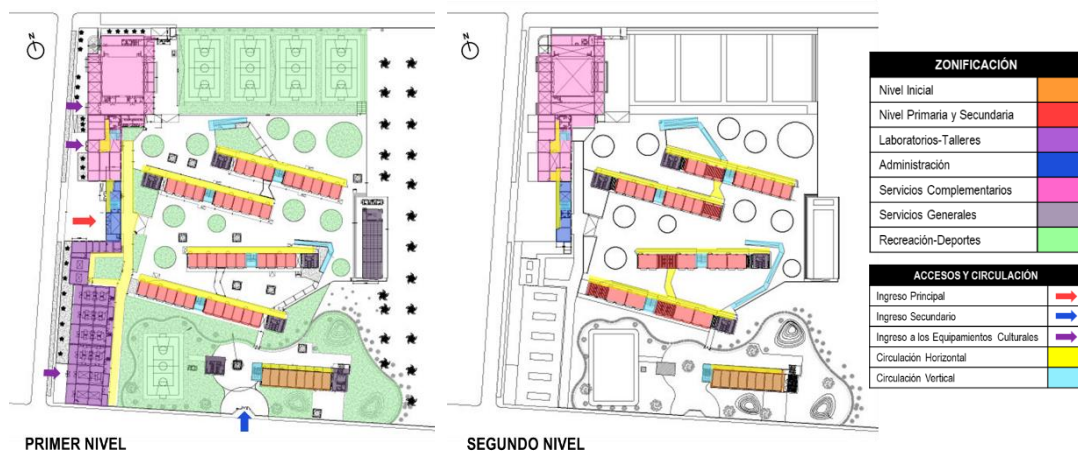 N
N
ZONIFICACIÓN
Nivel Inicial
Nivel Primaria y Secundaria
Laboratorios-Talleres
Administración
Servicios Complementarios
Servicios Generales
Recreación-Deportes
ACCESOS Y CIRCULACIÓN
Ingreso Principal
Ingreso Secundario
Ingreso a los Equipamientos Culturales
Circulación Horizontal
Circulación Vertical
PRIMER NIVEL
SEGUNDO NIVEL